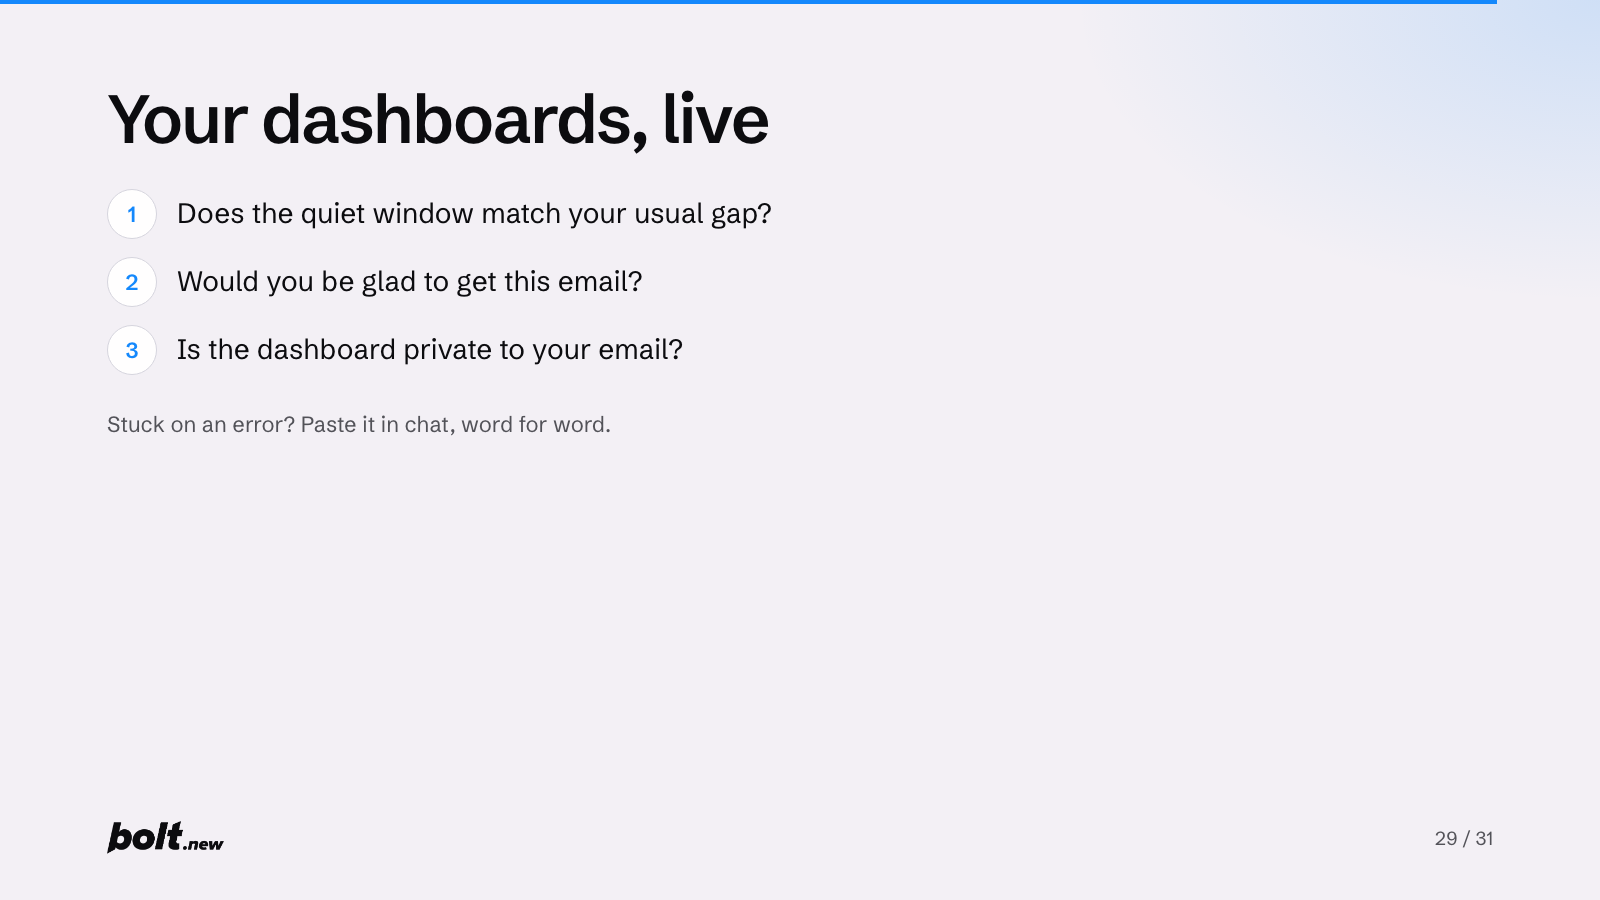 Your dashboards, live
1 Does the quiet window match your usual gap?
2 Would you be glad to get this email?
3 Is the dashboard private to your email?
Stuck on an error? Paste it in chat, word for word.
bolt.new
29 / 31